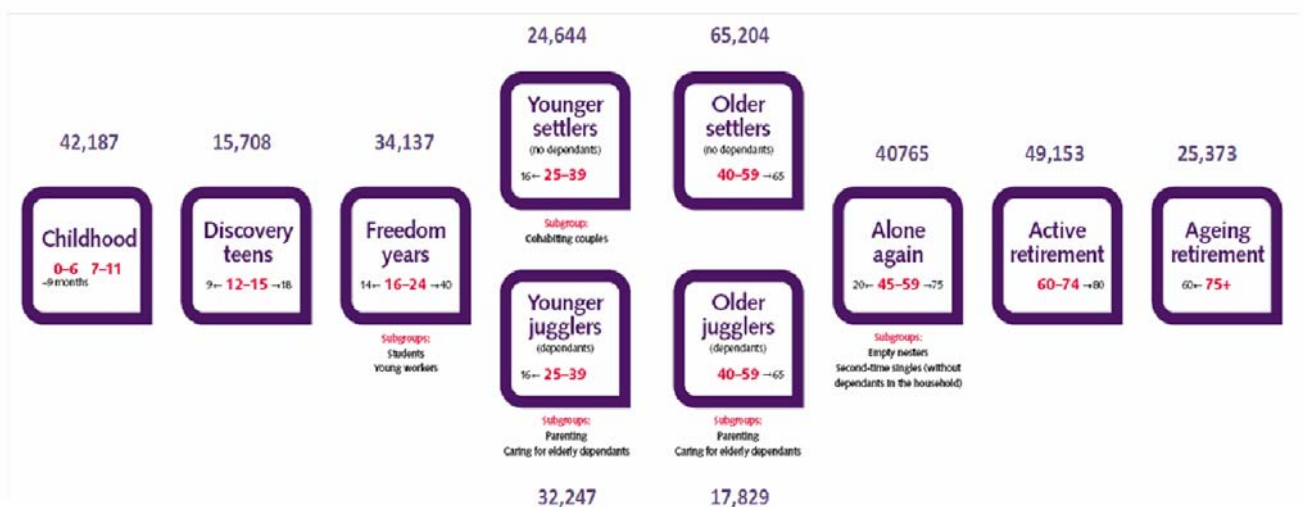 24,644
65,204
42,187
15,708
34,137
40765
49,153
25,373
Childhood
0–6 7–11
-9 months
Discovery
teens
9← 12–15 →18
Freedom
years
14← 16–24 →40
Subgroups:
Students
Young workers
Younger
settlers
(no dependants)
16← 25–39
Subgroup:
Cohabiting couples
Older
settlers
(no dependants)
40–59 →65
Younger
jugglers
(dependants)
16← 25–39
Subgroups:
Parenting
Caring for elderly dependants
32,247
Older
jugglers
(dependants)
40–59 →65
Subgroups:
Parenting
Caring for elderly dependants
17,829
Alone
again
20← 45–59 →75
Subgroups:
Empty nesters
Second-time singles (without
dependants in the household)
Active
retirement
60–74 →80
Ageing
retirement
60← 75+